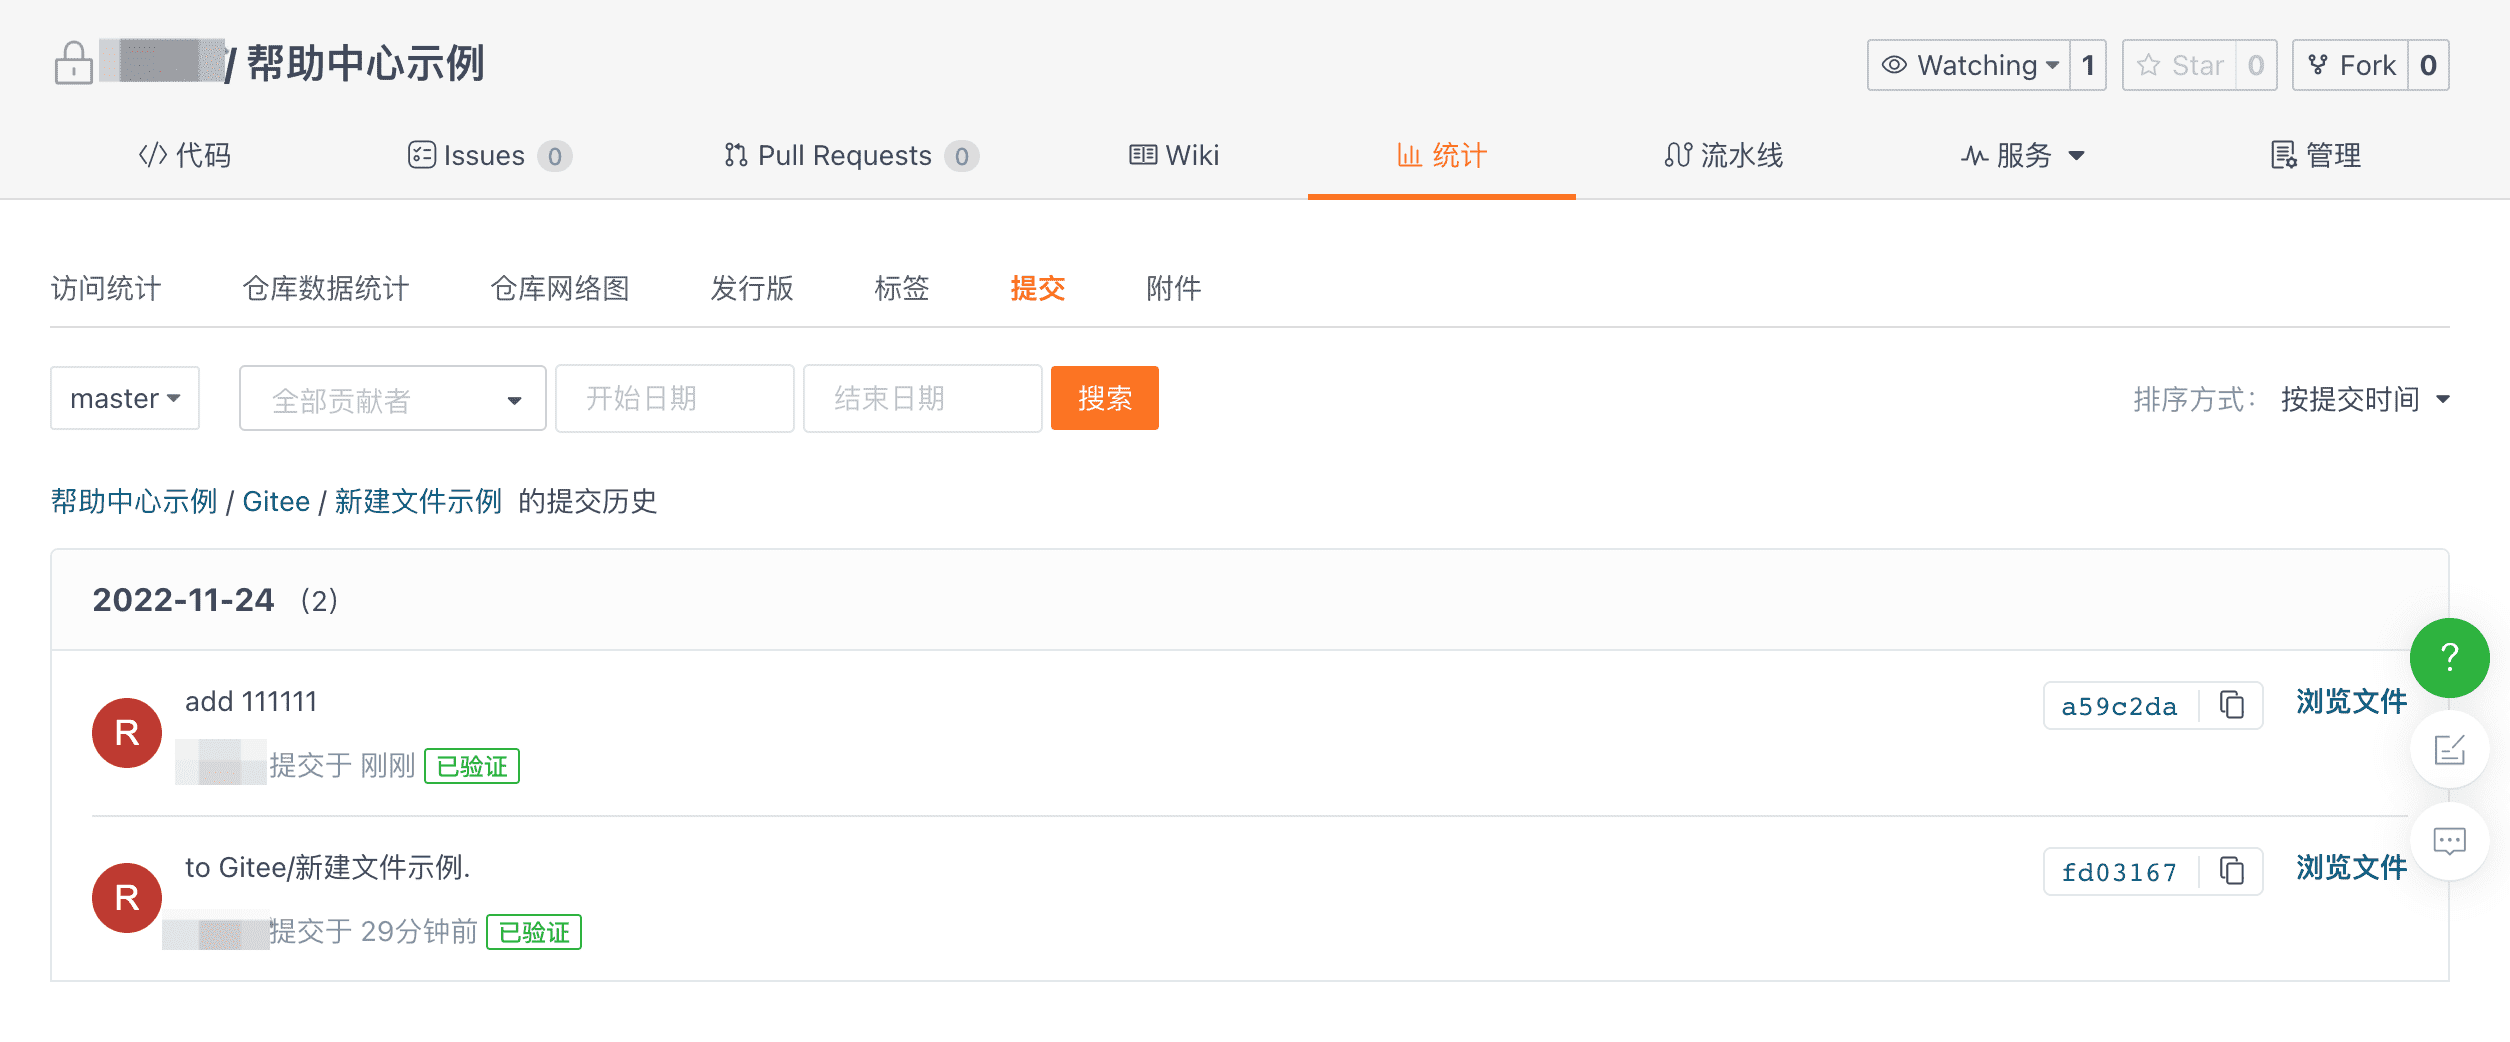 / 帮助中心示例
Watching 1 Star 0 Fork 0
代码 Issues 0 Pull Requests 0 Wiki 统计 流水线 服务 管理
访问统计 仓库数据统计 仓库网络图 发行版 标签 提交 附件
master 全部贡献者 开始日期 结束日期 搜索 排序方式: 按提交时间
帮助中心示例 / Gitee / 新建文件示例 的提交历史
2022-11-24 (2)
R
add 111111
a59c2da 浏览文件
提交于 刚刚 已验证
R
to Gitee/新建文件示例.
fd03167 浏览文件
提交于 29分钟前 已验证
?